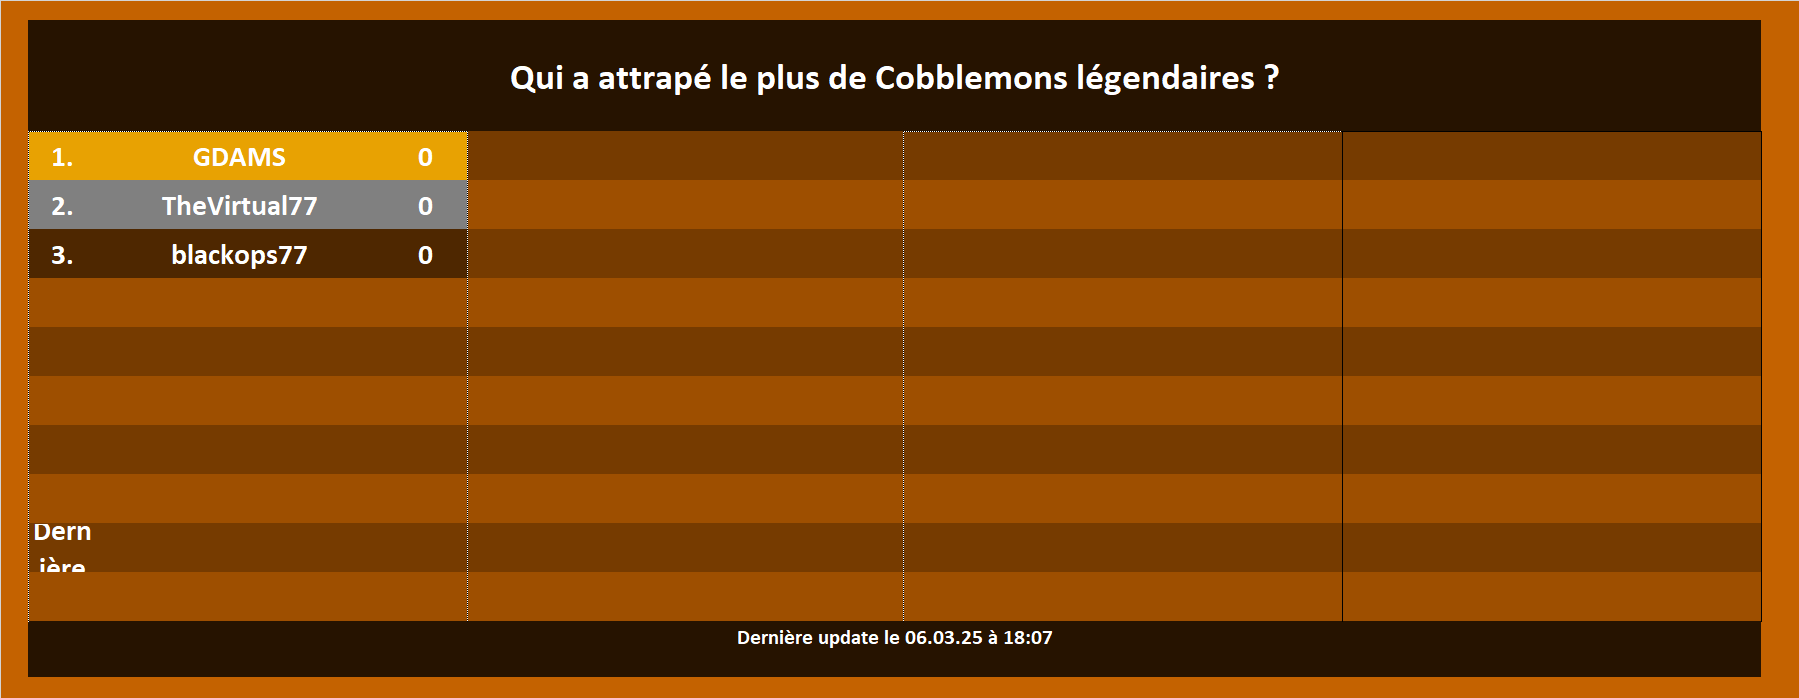 Qui a attrapé le plus de Cobblemons légendaires ?
1. GDAMS 0
2. TheVirtual77 0
3. blackops77 0
Dern
ière
Dernière update le 06.03.25 à 18:07